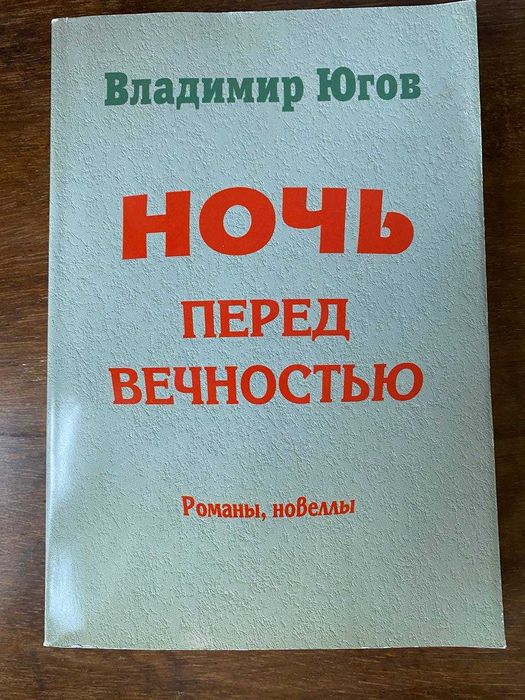 Владимир Югов
НОЧЬ
ПЕРЕД
ВЕЧНОСТЬЮ
Романы, новеллы